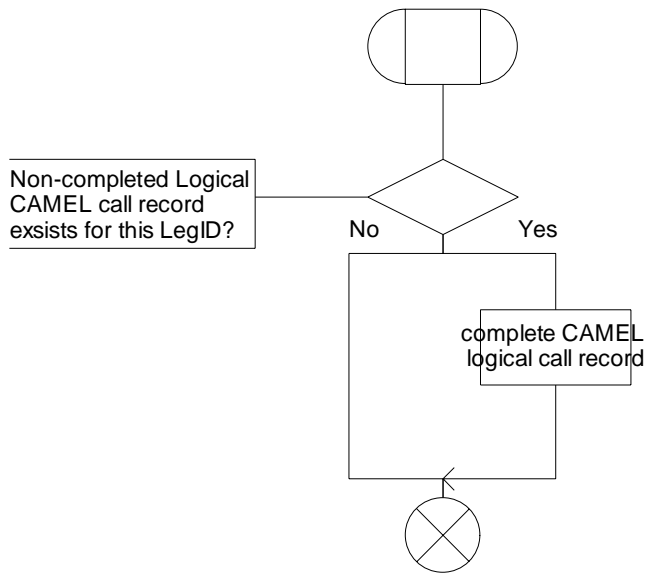 Non-completed Logical
CAMEL call record
exsists for this LegID?
No
Yes
complete CAMEL
logical call record